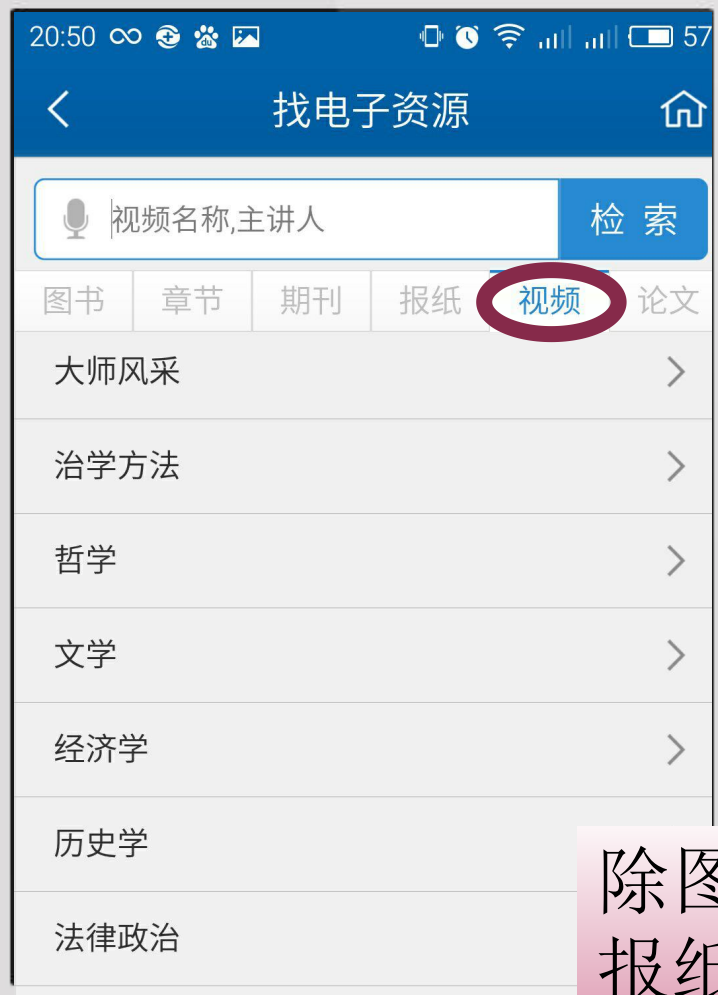 20:50 57
找电子资源
视频名称,主讲人 检 索
图书 章节 期刊 报纸 视频 论文
大师风采
治学方法
哲学
文学
经济学
历史学
法律政治
除图
报纸